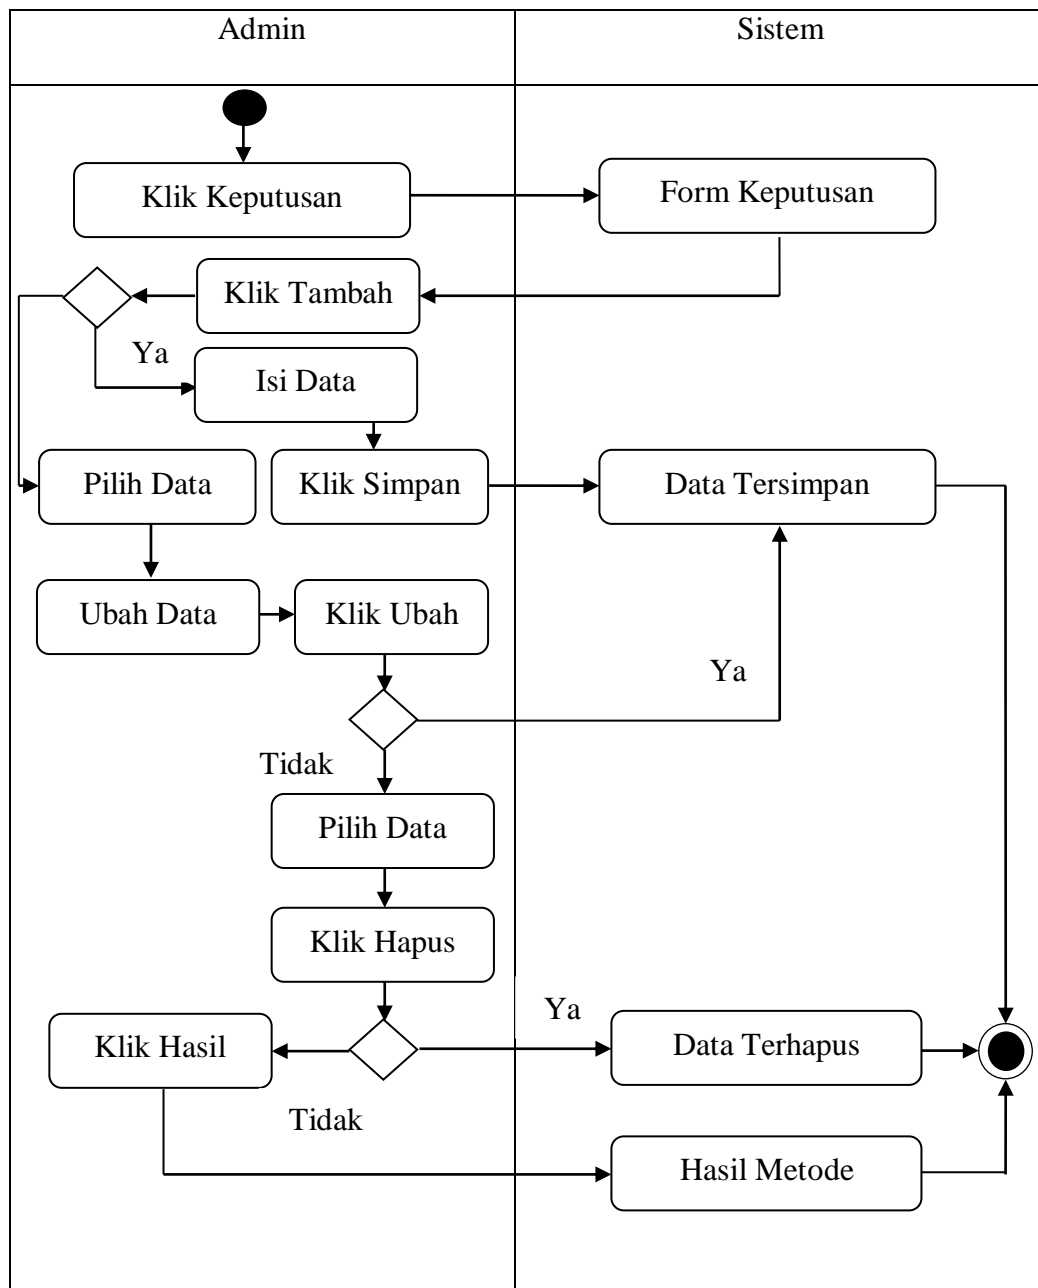 Admin
Sistem
Klik Keputusan
Form Keputusan
Klik Tambah
Ya
Isi Data
Pilih Data
Klik Simpan
Data Tersimpan
Ubah Data
Klik Ubah
Ya
Tidak
Pilih Data
Klik Hapus
Ya
Klik Hasil
Data Terhapus
Tidak
Hasil Metode